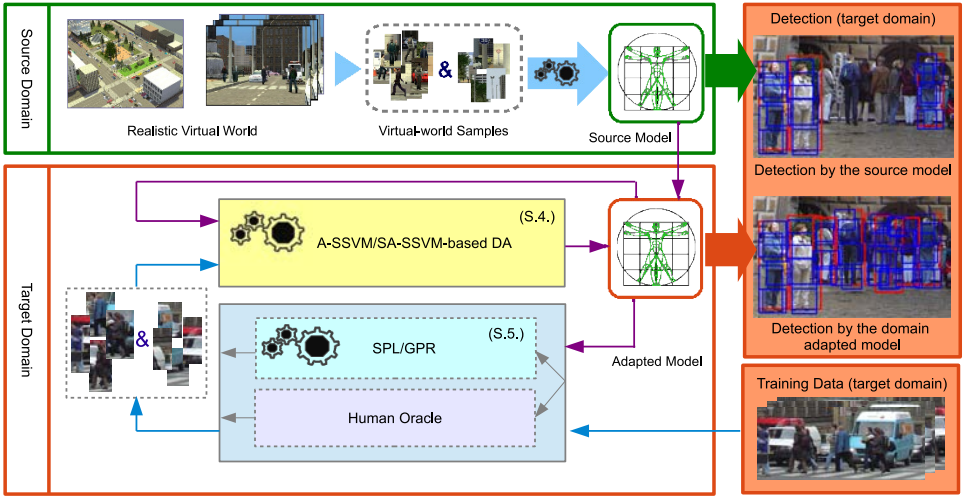 Source Domain
Realistic Virtual World
&
Virtual-world Samples
Source Model
Detection (target domain)
Detection by the source model
Detection by the domain
adapted model
Target Domain
(S.4.)
A-SSVM/SA-SSVM-based DA
&
(S.5.)
SPL/GPR
Human Oracle
Adapted Model
Training Data (target domain)